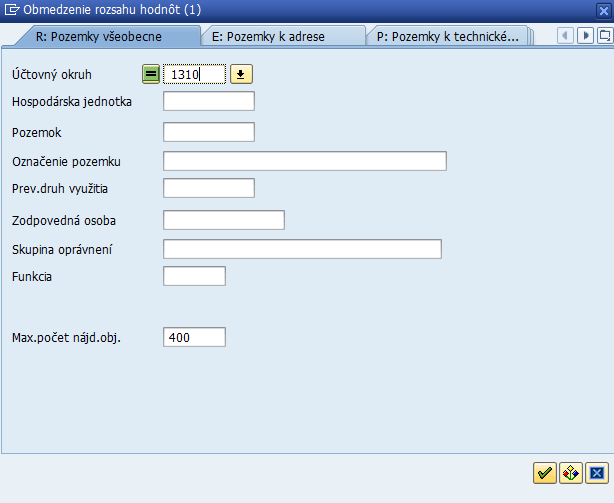 Obmedzenie rozsahu hodnôt (1)
R: Pozemky všeobecne E: Pozemky k adrese P: Pozemky k technické...
Účtovný okruh 1310
Hospodárska jednotka
Pozemok
Označenie pozemku
Prev.druh využitia
Zodpovedná osoba
Skupina oprávnení
Funkcia
Max.počet nájd.obj. 400